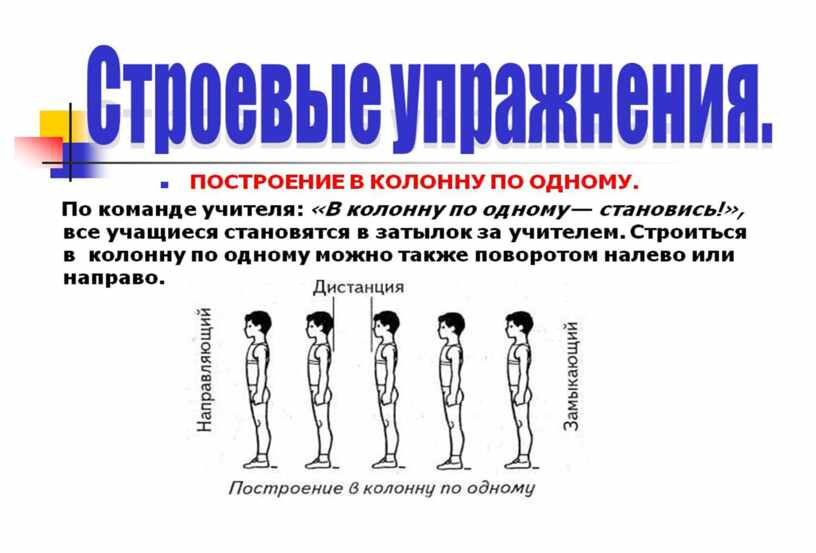 Строевые упражнения.
ПОСТРОЕНИЕ В КОЛОННУ ПО ОДНОМУ.
По команде учителя: «В колонну по одному — становись!»,
все учащиеся становятся в затылок за учителем. Строиться
в колонну по одному можно также поворотом налево или
направо.
Дистанция
Направляющий
Замыкающий
Построение в колонну по одному